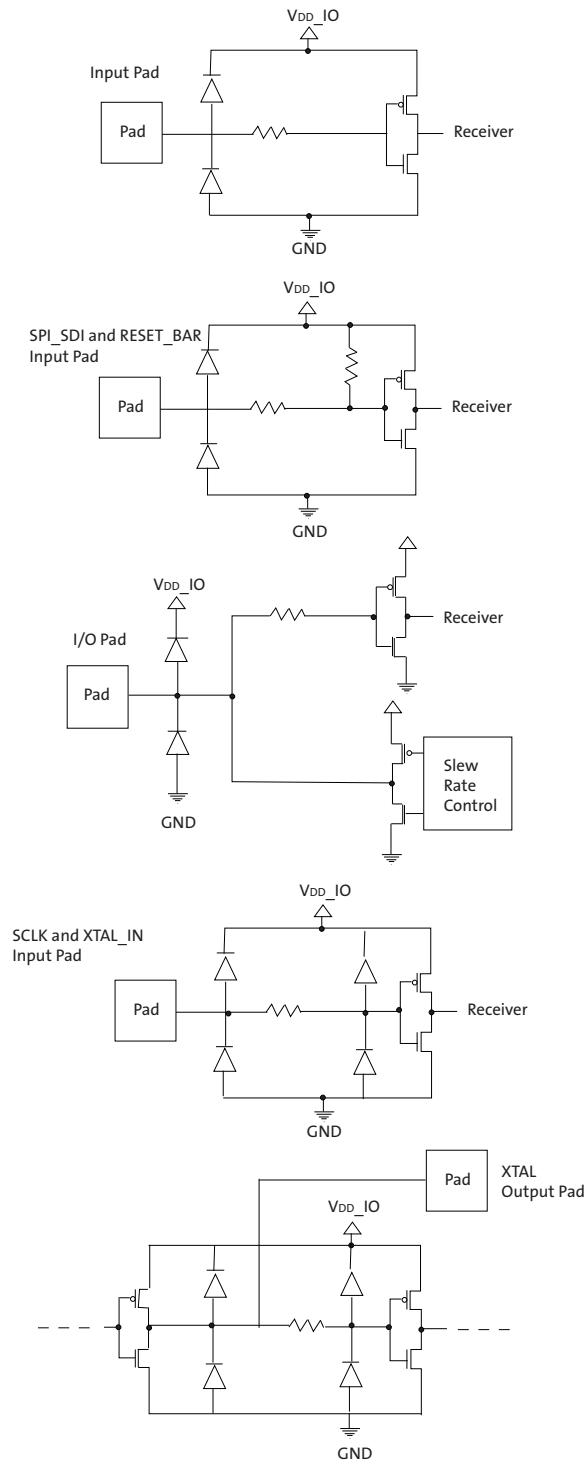 VDD_IO
Input Pad
Pad
Receiver
GND
VDD_IO
SPI_SDI and RESET_BAR
Input Pad
Pad
Receiver
GND
VDD_IO
I/O Pad
Receiver
Pad
GND
Slew
Rate
Control
VDD_IO
SCLK and XTAL_IN
Input Pad
Pad
Receiver
GND
Pad
XTAL
Output Pad
VDD_IO
GND